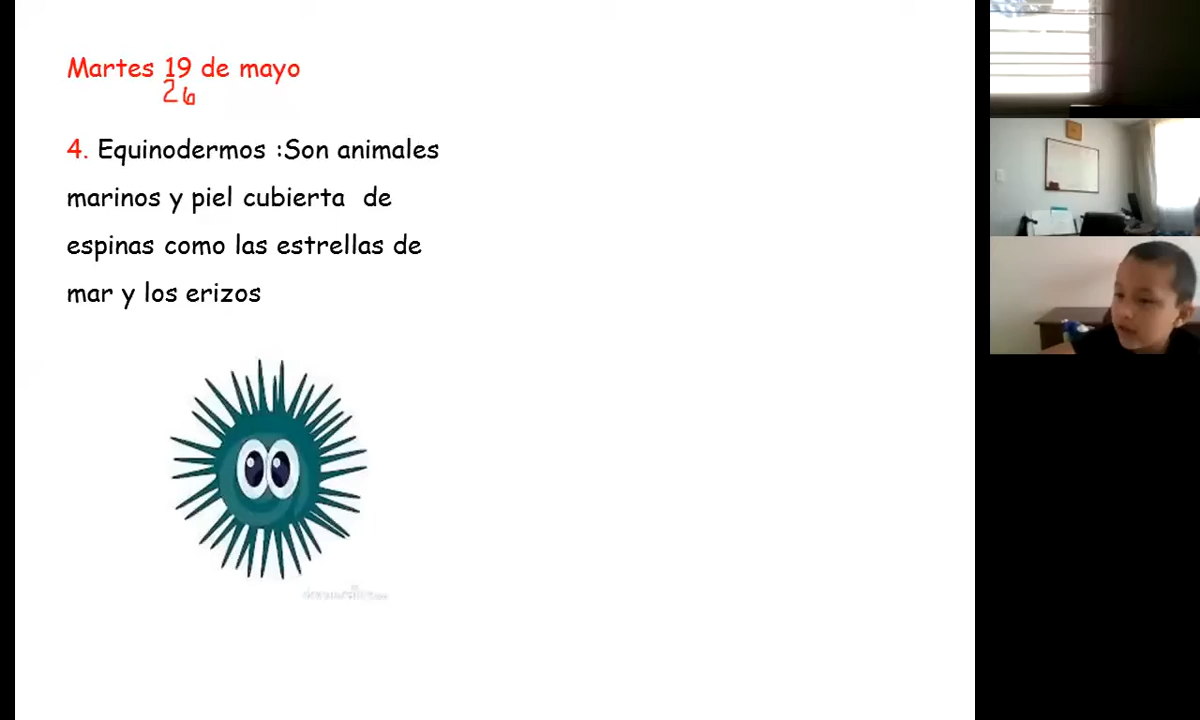 Martes 19 de mayo
26
4. Equinodermos :Son animales
marinos y piel cubierta de
espinas como las estrellas de
mar y los erizos